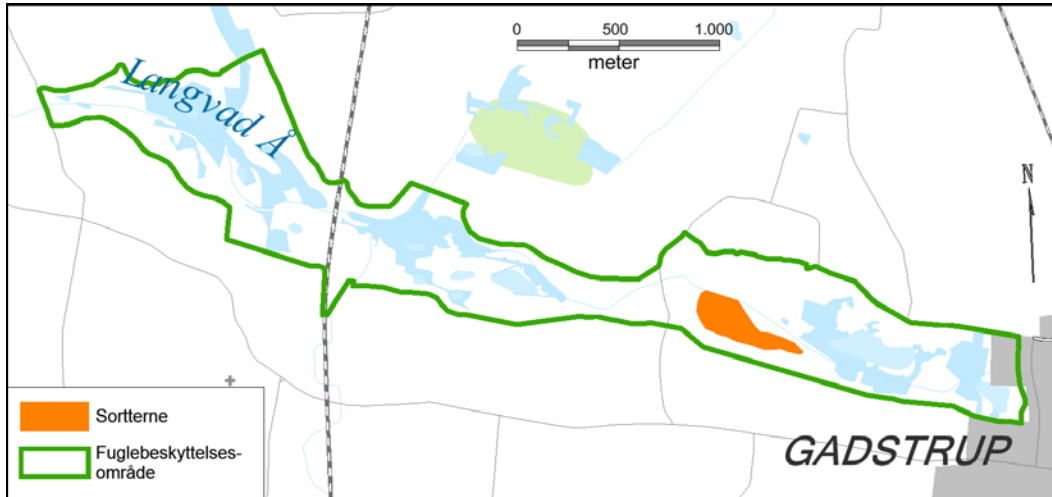 0 500 1.000
meter
Langvad Å
N
Sortterne
Fuglebeskyttelses-
område
GADSTRUP